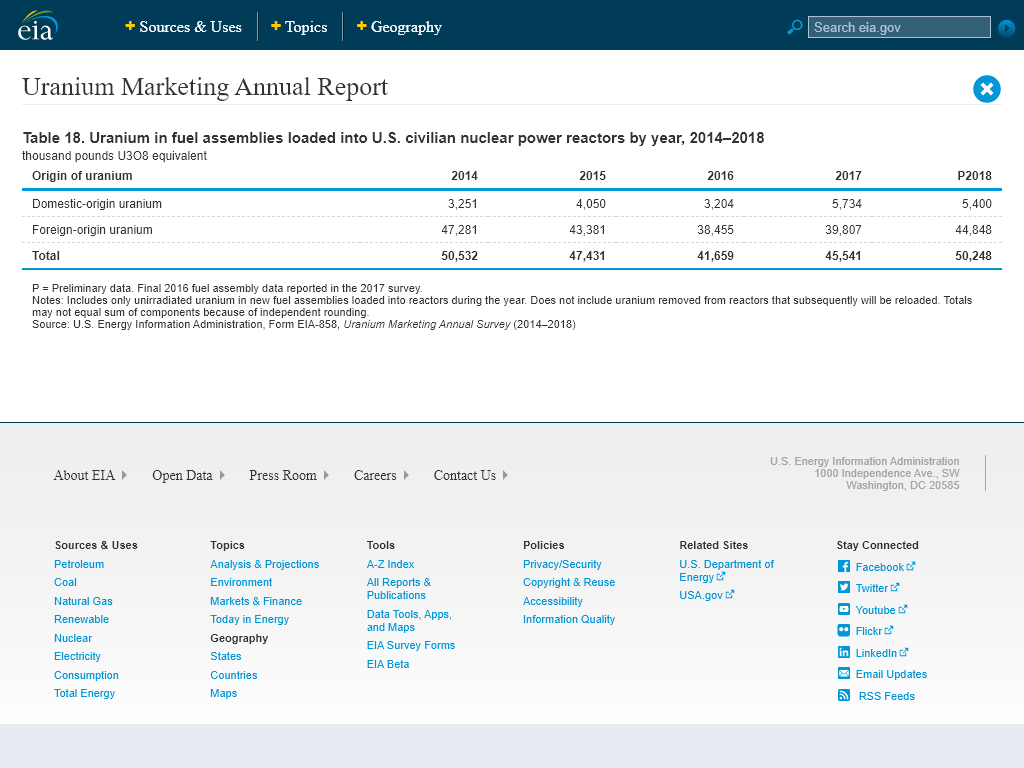 eia
Sources & Uses
Topics
Geography
Search eia.gov
Uranium Marketing Annual Report
Table 18. Uranium in fuel assemblies loaded into U.S. civilian nuclear power reactors by year, 2014–2018
thousand pounds U3O8 equivalent
Origin of uranium 2014 2015 2016 2017 P2018
Domestic-origin uranium 3,251 4,050 3,204 5,734 5,400
Foreign-origin uranium 47,281 43,381 38,455 39,807 44,848
Total 50,532 47,431 41,659 45,541 50,248
P = Preliminary data. Final 2016 fuel assembly data reported in the 2017 survey.
Notes: Includes only unirradiated uranium in new fuel assemblies loaded into reactors during the year. Does not include uranium removed from reactors that subsequently will be reloaded. Totals
may not equal sum of components because of independent rounding.
Source: U.S. Energy Information Administration, Form EIA-858, Uranium Marketing Annual Survey (2014–2018)
About EIA
Open Data
Press Room
Careers
Contact Us
U.S. Energy Information Administration
1000 Independence Ave., SW
Washington, DC 20585
Sources & Uses
Petroleum
Coal
Natural Gas
Renewable
Nuclear
Electricity
Consumption
Total Energy
Topics
Analysis & Projections
Environment
Markets & Finance
Today in Energy
Geography
States
Countries
Maps
Tools
A-Z Index
All Reports &
Publications
Data Tools, Apps,
and Maps
EIA Survey Forms
EIA Beta
Policies
Privacy/Security
Copyright & Reuse
Accessibility
Information Quality
Related Sites
U.S. Department of
Energy
USA.gov
Stay Connected
Facebook
Twitter
Youtube
Flickr
LinkedIn
Email Updates
RSS Feeds